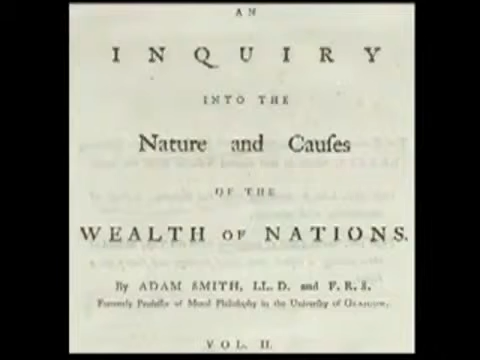 AN
INQUIRY
INTO THE
Nature and Cauſes
OF THE
WEALTH OF NATIONS.
By ADAM SMITH, LL. D. and F. R. S.
Formerly Profeſſor of Moral Philoſophy in the Univerſity of GLASGOW.
VOL. II.